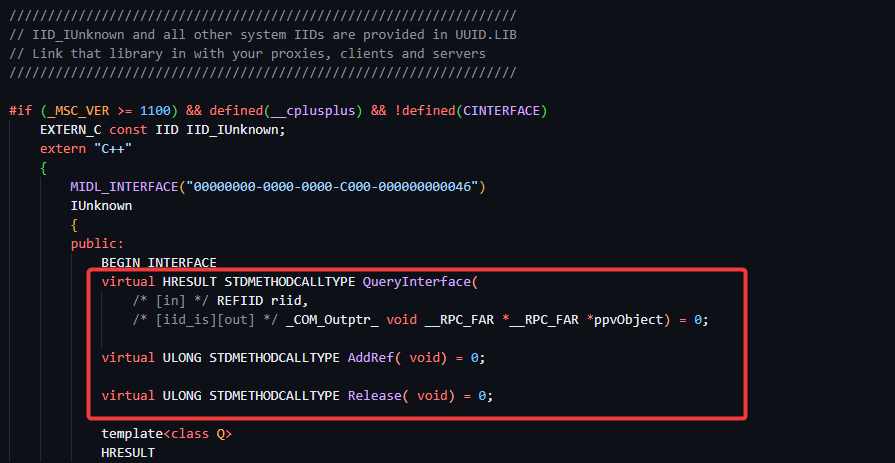 ////////////////////////////////////////////////////////////////
// IID_IUnknown and all other system IIDs are provided in UUID.LIB
// Link that library in with your proxies, clients and servers
////////////////////////////////////////////////////////////////
#if (_MSC_VER >= 1100) && defined(__cplusplus) && !defined(CINTERFACE)
EXTERN_C const IID IID_IUnknown;
extern "C++"
{
MIDL_INTERFACE("00000000-0000-0000-C000-000000000046")
IUnknown
{
public:
BEGIN_INTERFACE
virtual HRESULT STDMETHODCALLTYPE QueryInterface(
/* [in] */ REFIID riid,
/* [iid_is][out] */ _COM_Outptr_ void __RPC_FAR *__RPC_FAR *ppvObject) = 0;
virtual ULONG STDMETHODCALLTYPE AddRef( void) = 0;
virtual ULONG STDMETHODCALLTYPE Release( void) = 0;
template<class Q>
HRESULT